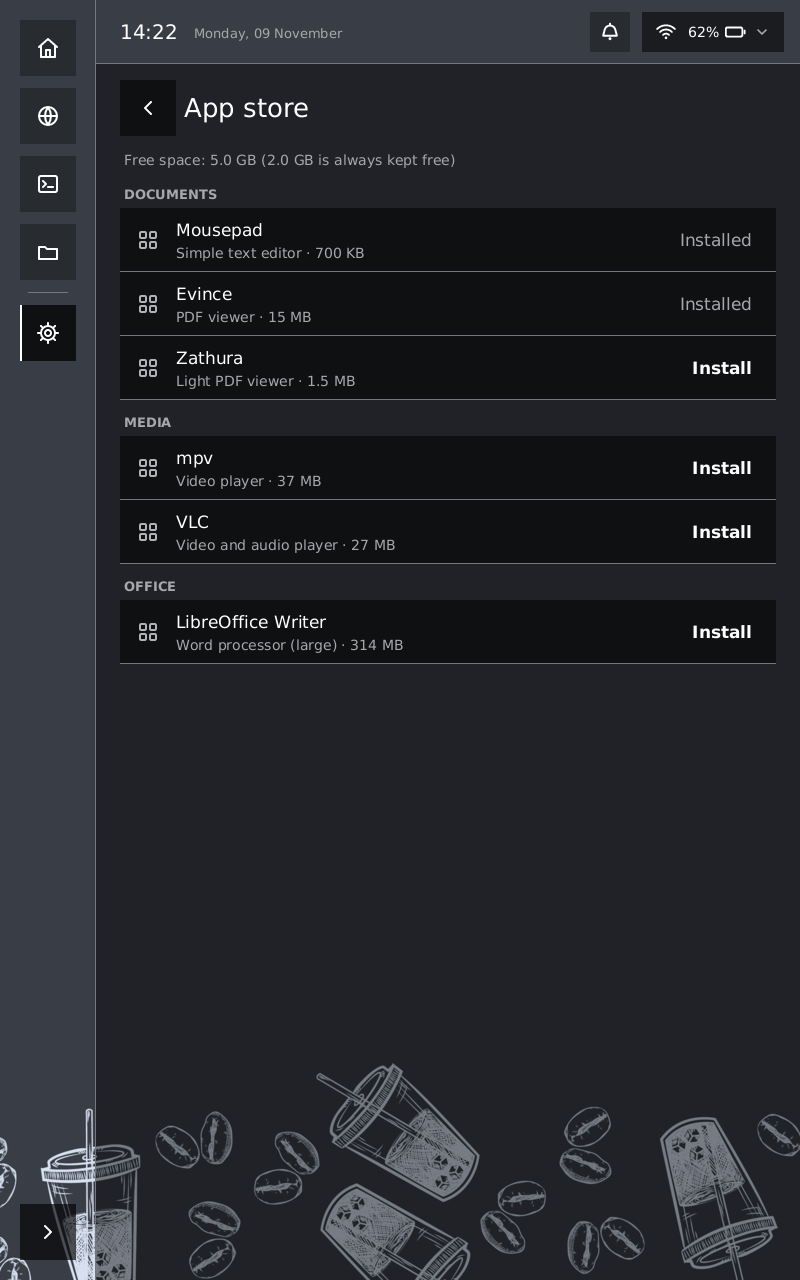 14:22 Monday, 09 November 62%
App store
Free space: 5.0 GB (2.0 GB is always kept free)
DOCUMENTS
Mousepad
Simple text editor · 700 KB
Installed
Evince
PDF viewer · 15 MB
Installed
Zathura
Light PDF viewer · 1.5 MB
Install
MEDIA
mpv
Video player · 37 MB
Install
VLC
Video and audio player · 27 MB
Install
OFFICE
LibreOffice Writer
Word processor (large) · 314 MB
Install